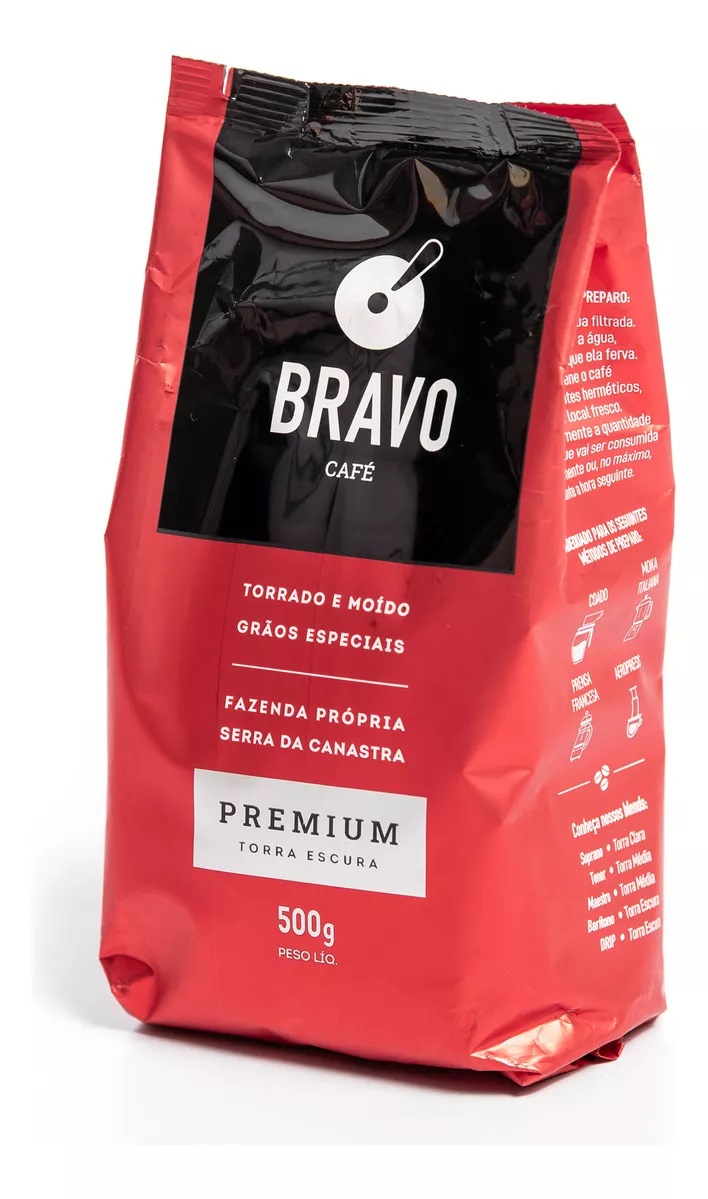 BRAVO
CAFÉ
TORRADO E MOÍDO
GRÃOS ESPECIAIS
FAZENDA PRÓPRIA
SERRA DA CANASTRA
PREMIUM
TORRA ESCURA
500g
PESO LÍQ.
PREPARO:
filtrada.
a água,
que ela ferva.
o café
herméticos,
local fresco.
a quantidade
vai ser consumida
ou, no máximo,
a hora seguinte.
PARA OS SEGUINTES
MÉTODOS DE PREPARO:
COADO
MOKA
ITALIANA
PRENSA
FRANCESA
AEROPRESS
Conheça nossos blends:
Soprano • Torra Clara
Tenor • Torra Média
Maestro • Torra Média
Barítono • Torra Escura
DRIP • Torra Escura